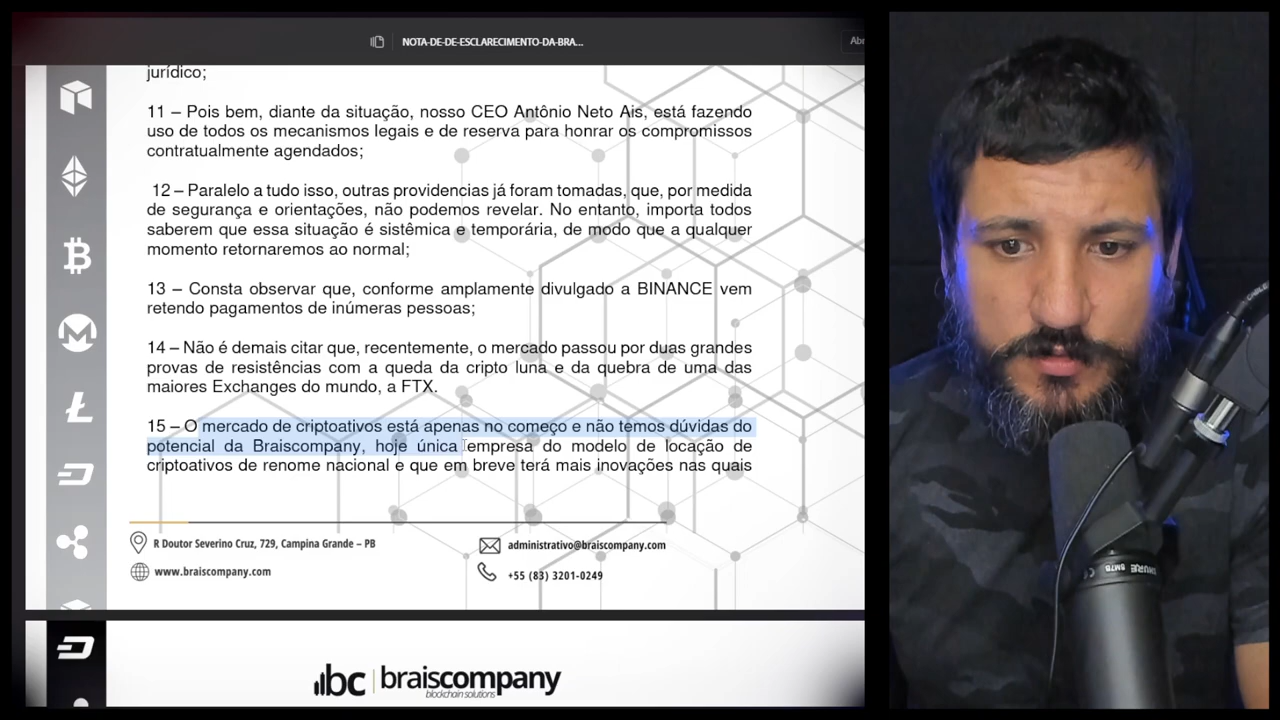 NOTA-DE-DE-ESCLARECIMENTO-DA-BRA...
Abr
jurídico;
11 – Pois bem, diante da situação, nosso CEO Antônio Neto Ais, está fazendo
uso de todos os mecanismos legais e de reserva para honrar os compromissos
contratualmente agendados;
12 – Paralelo a tudo isso, outras providencias já foram tomadas, que, por medida
de segurança e orientações, não podemos revelar. No entanto, importa todos
saberem que essa situação é sistêmica e temporária, de modo que a qualquer
momento retornaremos ao normal;
13 – Consta observar que, conforme amplamente divulgado a BINANCE vem
retendo pagamentos de inúmeras pessoas;
14 – Não é demais citar que, recentemente, o mercado passou por duas grandes
provas de resistências com a queda da cripto luna e da quebra de uma das
maiores Exchanges do mundo, a FTX.
15 – O mercado de criptoativos está apenas no começo e não temos dúvidas do
potencial da Braiscompany, hoje única empresa do modelo de locação de
criptoativos de renome nacional e que em breve terá mais inovações nas quais
R Doutor Severino Cruz, 729, Campina Grande – PB
administrativo@braiscompany.com
www.braiscompany.com
+55 (83) 3201-0249
bc braiscompany
blockchain solutions
SHURE SM7B